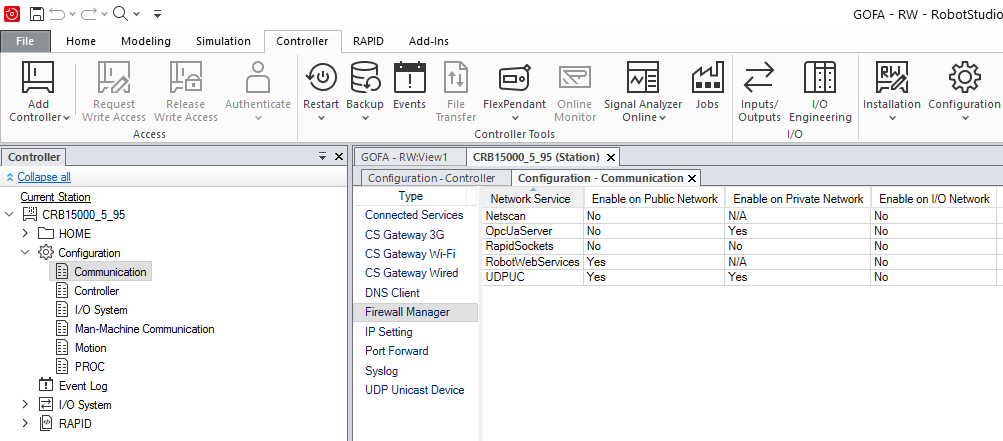 GOFA - RW - RobotStudio
File Home Modeling Simulation Controller RAPID Add-Ins
Add Controller Request Write Access Release Write Access Authenticate Restart Backup Events File Transfer FlexPendant Online Monitor Signal Analyzer Online Jobs Inputs/ Outputs I/O Engineering Installation Configuration
Access Controller Tools I/O
Controller
Collapse all
Current Station
CRB15000_5_95
HOME
Configuration
Communication
Controller
I/O System
Man-Machine Communication
Motion
PROC
Event Log
I/O System
RAPID
GOFA - RW:View1 CRB15000_5_95 (Station)
Configuration - Controller Configuration - Communication
Type
Connected Services
CS Gateway 3G
CS Gateway Wi-Fi
CS Gateway Wired
DNS Client
Firewall Manager
IP Setting
Port Forward
Syslog
UDP Unicast Device
Network Service Enable on Public Network Enable on Private Network Enable on I/O Network
Netscan No N/A No
OpcUaServer No Yes No
RapidSockets No No No
RobotWebServices Yes N/A No
UDPUC Yes Yes No